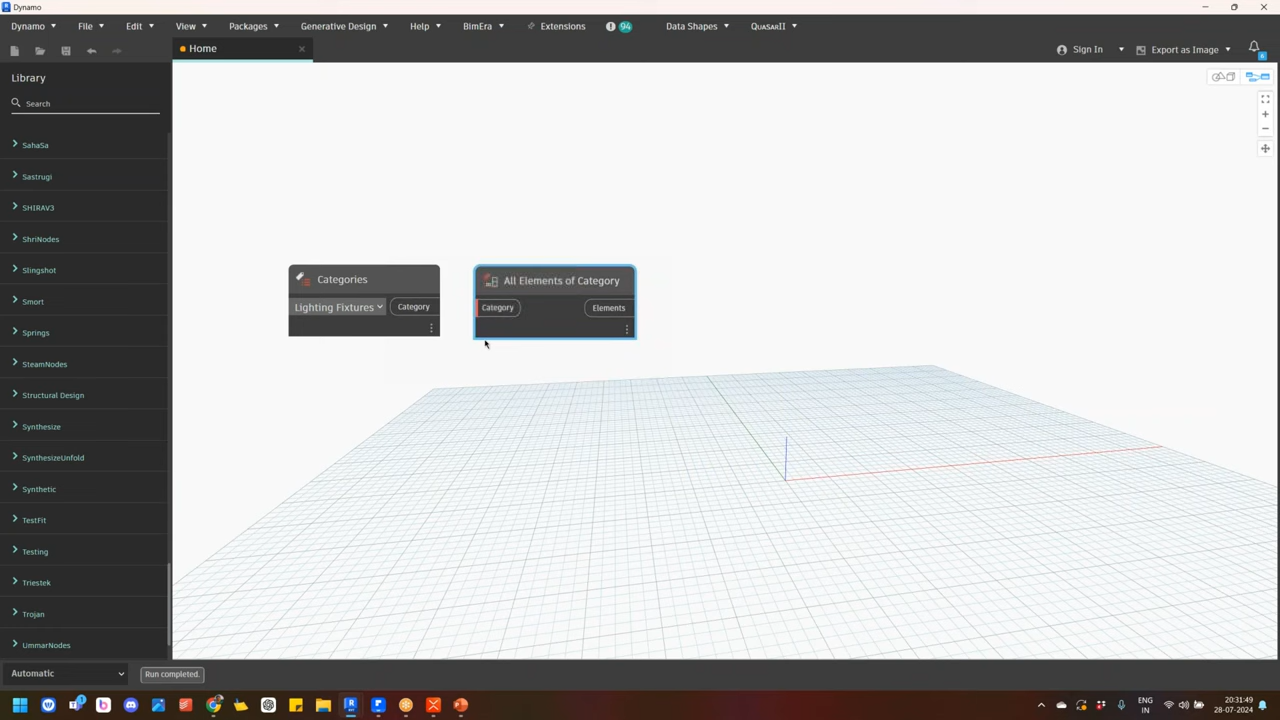 Dynamo
Dynamo File Edit View Packages Generative Design Help BimEra Extensions 94 Data Shapes QUASARII
Home
Sign In Export as Image 6
Library
Search
SahaSa
Sastrugi
SHIRAV3
ShriNodes
Slingshot
Smort
Springs
SteamNodes
Structural Design
Synthesize
SynthesizeUnfold
Synthetic
TestFit
Testing
Triestek
Trojan
UmmarNodes
Categories
Lighting Fixtures Category
All Elements of Category
Category Elements
Automatic Run completed.
ENG
IN
20:31:49
28-07-2024